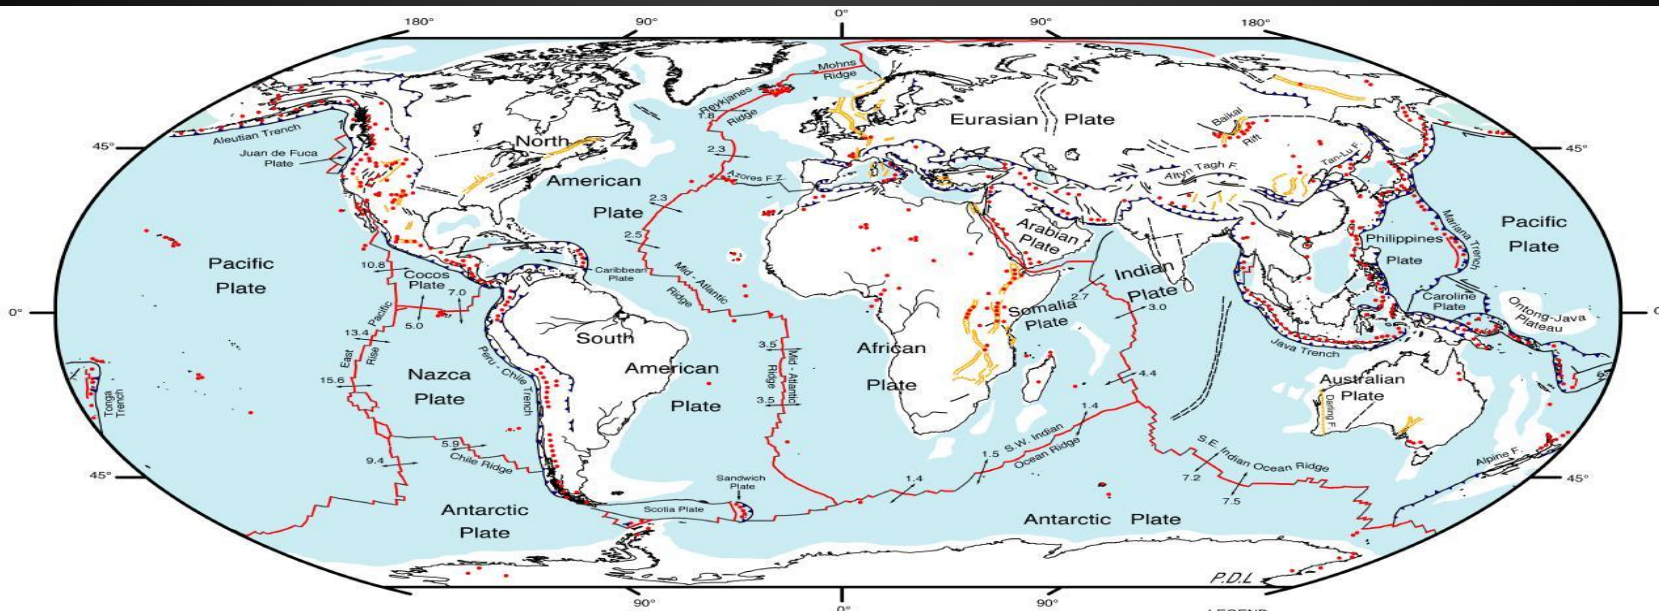 180°
90°
0°
90°
180°
Mohns
Ridge
Reykjanes
Ridge
1.8
Aleutian Trench
Juan de Fuca
Plate
45°
North
American
Plate
2.3
Azores F.Z.
2.3
2.5
Eurasian Plate
Baikal
Rift
Altyn Tagh F.
Tan-Lu F.
45°
Pacific
Plate
10.8
Cocos
Plate
7.0
5.0
Caribbean
Plate
Mid-Atlantic
Ridge
Arabian
Plate
Indian
Plate
2.7
3.0
Somalia
Plate
Philippines
Plate
Mariana Trench
Pacific
Plate
Caroline
Plate
Ontong-Java
Plateau
0°
13.4
East Pacific
Rise
15.6
Nazca
Plate
Peru - Chile Trench
South
American
Plate
3.5
Mid - Atlantic
Ridge
3.5
African
Plate
4.4
1.4
Java Trench
Australian
Plate
Darling F.
Tonga
Trench
5.9
Chile Ridge
9.4
45°
1.5
S.W. Indian
Ocean Ridge
1.4
S.E. Indian Ocean Ridge
7.2
7.5
Alpine F.
45°
Antarctic
Plate
Scotia Plate
Sandwich
Plate
Antarctic Plate
P.D.L
90°
0°
90°
LEGEND